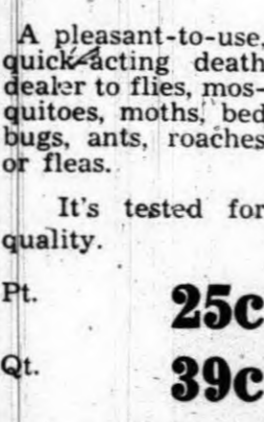 A pleasant-to-use,
quick-acting death
dealer to flies, mos-
quitoes, moths, bed
bugs, ants, roaches
or fleas.
It's tested for
quality.
Pt. 25c
Qt. 39c